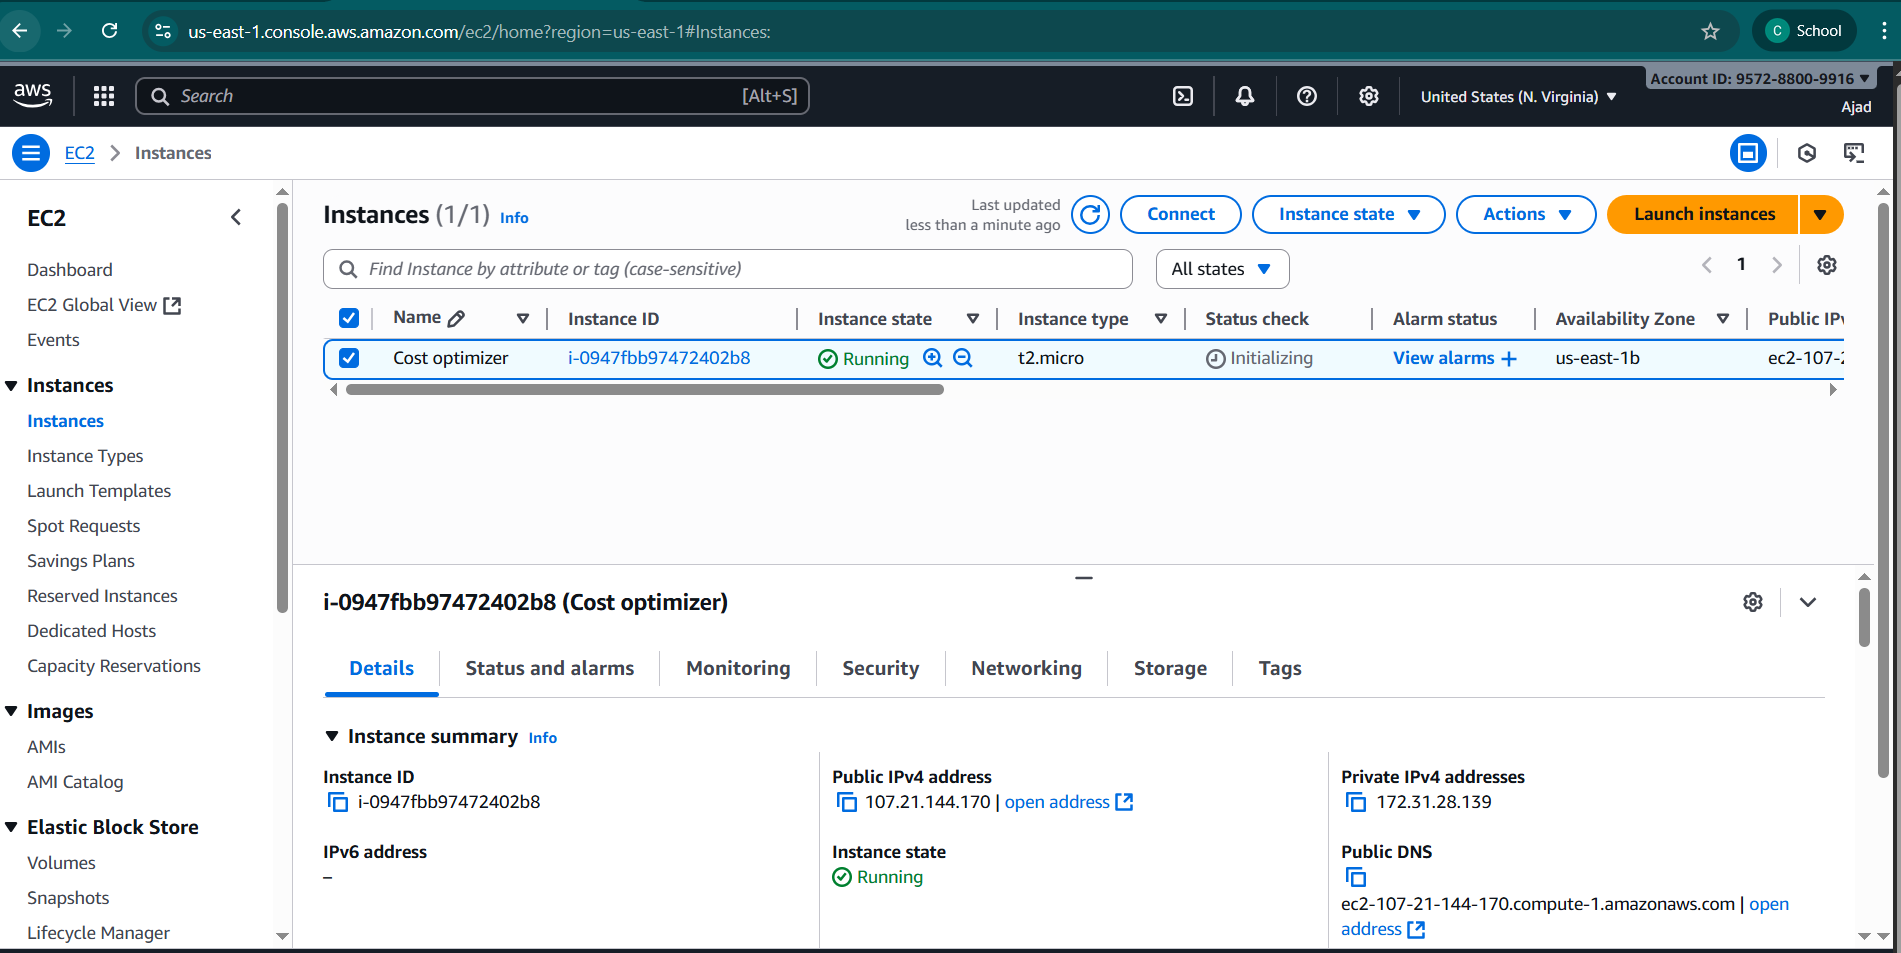 us-east-1.console.aws.amazon.com/ec2/home?region=us-east-1#Instances:
C School
aws
Search [Alt+S]
United States (N. Virginia)
Account ID: 9572-8800-9916
Ajad
EC2 > Instances
EC2
Dashboard
EC2 Global View
Events
Instances
Instances
Instance Types
Launch Templates
Spot Requests
Savings Plans
Reserved Instances
Dedicated Hosts
Capacity Reservations
Images
AMIs
AMI Catalog
Elastic Block Store
Volumes
Snapshots
Lifecycle Manager
Instances (1/1) Info
Last updated
less than a minute ago
Connect
Instance state
Actions
Launch instances
Find Instance by attribute or tag (case-sensitive)
All states
1
Name Instance ID Instance state Instance type Status check Alarm status Availability Zone Public IPv
Cost optimizer i-0947fbb97472402b8 Running t2.micro Initializing View alarms + us-east-1b ec2-107-2
i-0947fbb97472402b8 (Cost optimizer)
Details Status and alarms Monitoring Security Networking Storage Tags
Instance summary Info
Instance ID
i-0947fbb97472402b8
Public IPv4 address
107.21.144.170 | open address
Private IPv4 addresses
172.31.28.139
IPv6 address
–
Instance state
Running
Public DNS
ec2-107-21-144-170.compute-1.amazonaws.com | open
address